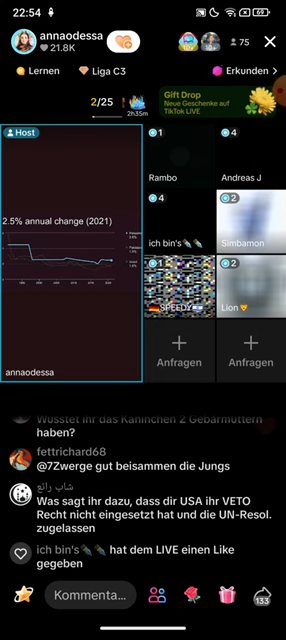 22:54
69
annaodessa
21.8K
75
Lernen
Liga C3
Erkunden >
2/25
2h35m
Gift Drop
Neue Geschenke auf
TikTok LIVE
Host
1
4
Rambo
Andreas J
2.5% annual change (2021)
4
2
ich bin's
Simbamon
1
2
SPEEDY
Lion
annaodessa
Anfragen
Anfragen
Wusstet ihr das Kaninchen 2 Gebärmuttern
haben?
fettrichard68
@7Zwerge gut beisammen die Jungs
شاب رائع
Was sagt ihr dazu, dass dir USA ihr VETO
Recht nicht eingesetzt hat und die UN-Resol.
zugelassen
ich bin's hat dem LIVE einen Like
gegeben
Kommenta...
133